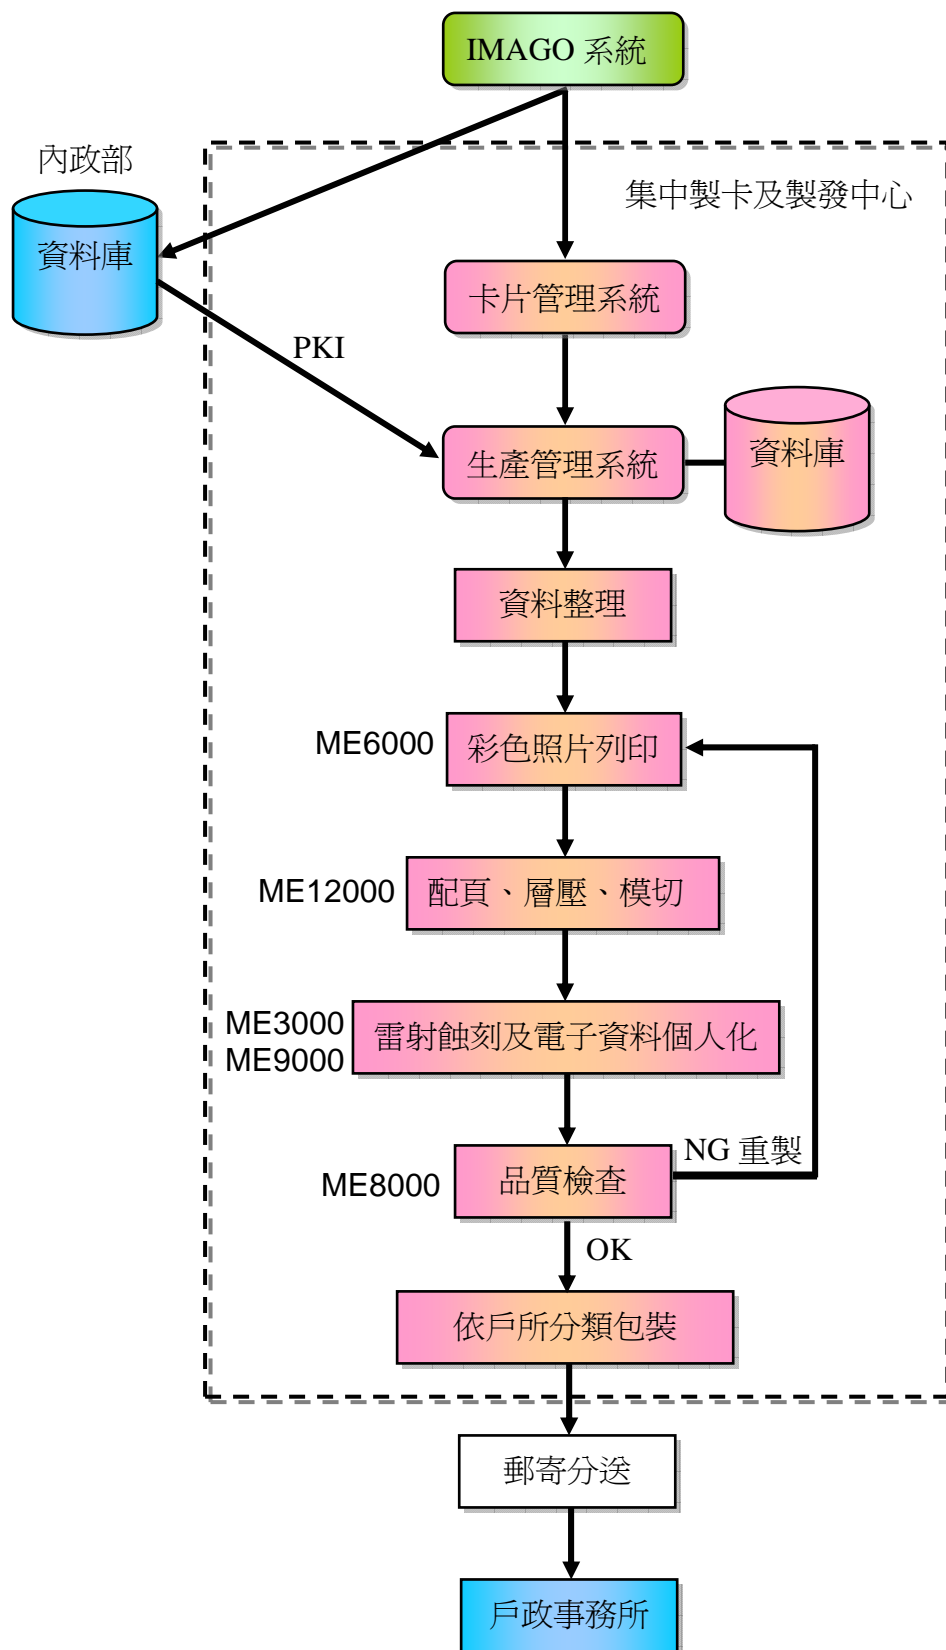 IMAGO 系統
內政部
資料庫
集中製卡及製發中心
卡片管理系統
PKI
生產管理系統
資料庫
資料整理
ME6000
彩色照片列印
ME12000
配頁、層壓、模切
ME3000
ME9000
雷射蝕刻及電子資料個人化
ME8000
品質檢查
NG 重製
OK
依戶所分類包裝
郵寄分送
戶政事務所